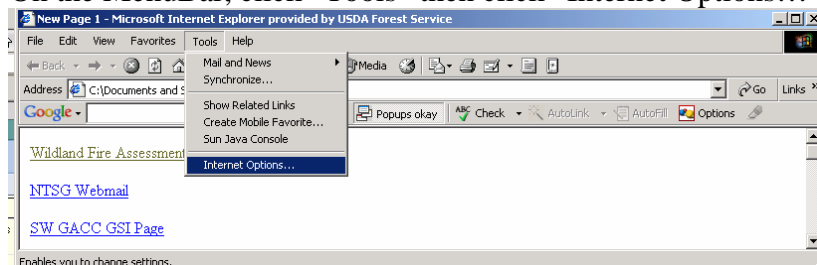 On the MenuBar, click "Tools" then click "Internet Options…
New Page 1 - Microsoft Internet Explorer provided by USDA Forest Service
File Edit View Favorites Tools Help
Back Media
Address C:\Documents and Go Links »
Google Popups okay ABC Check AutoLink AutoFill Options
Mail and News
Synchronize...
Show Related Links
Create Mobile Favorite...
Sun Java Console
Internet Options...
Wildland Fire Assessment
NTSG Webmail
SW GACC GSI Page
Enables you to change settings.